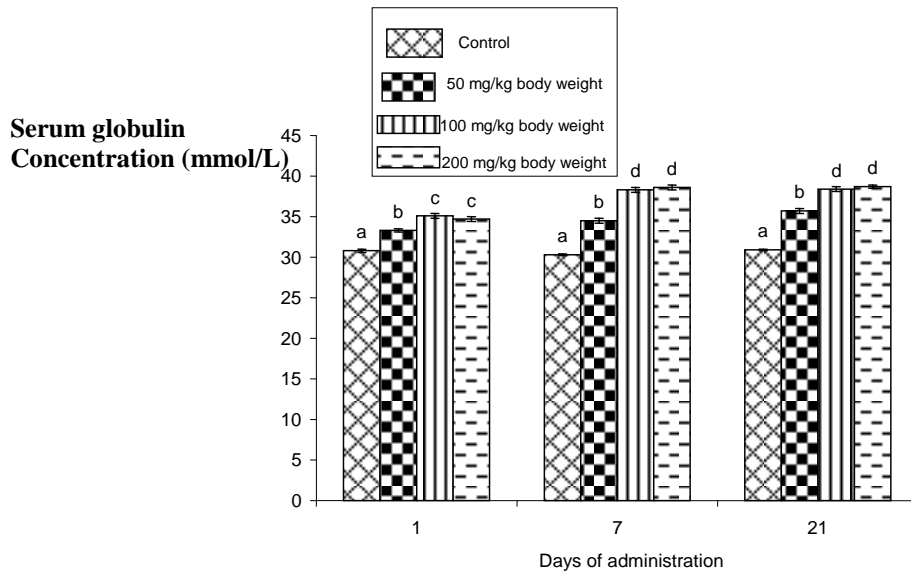 Control
50 mg/kg body weight
100 mg/kg body weight
200 mg/kg body weight
Serum globulin
Concentration (mmol/L)
45
40
35
30
25
20
15
10
5
0
a b c c
a b d d
a b d d
1 7 21
Days of administration